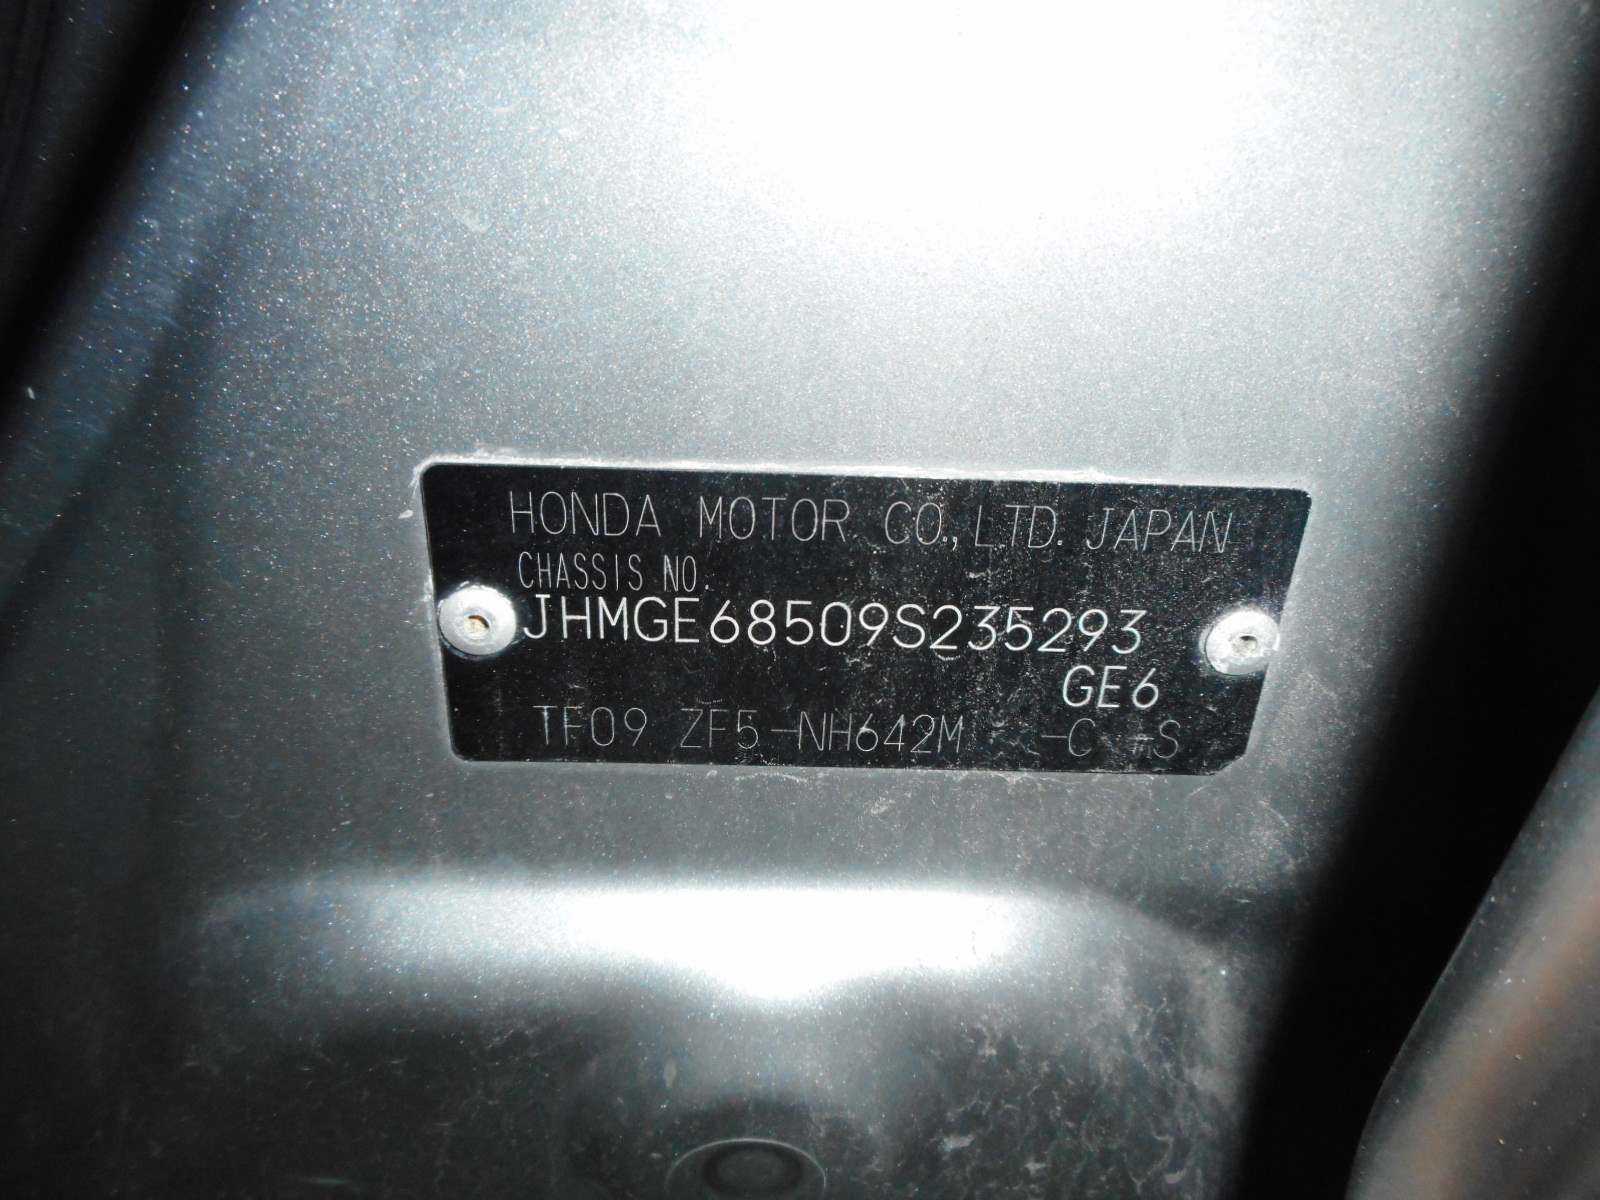 HONDA MOTOR CO., LTD. JAPAN
CHASSIS NO.
JHMGE68509S235293
GE6
TF09 ZF5-NH642M -C -S